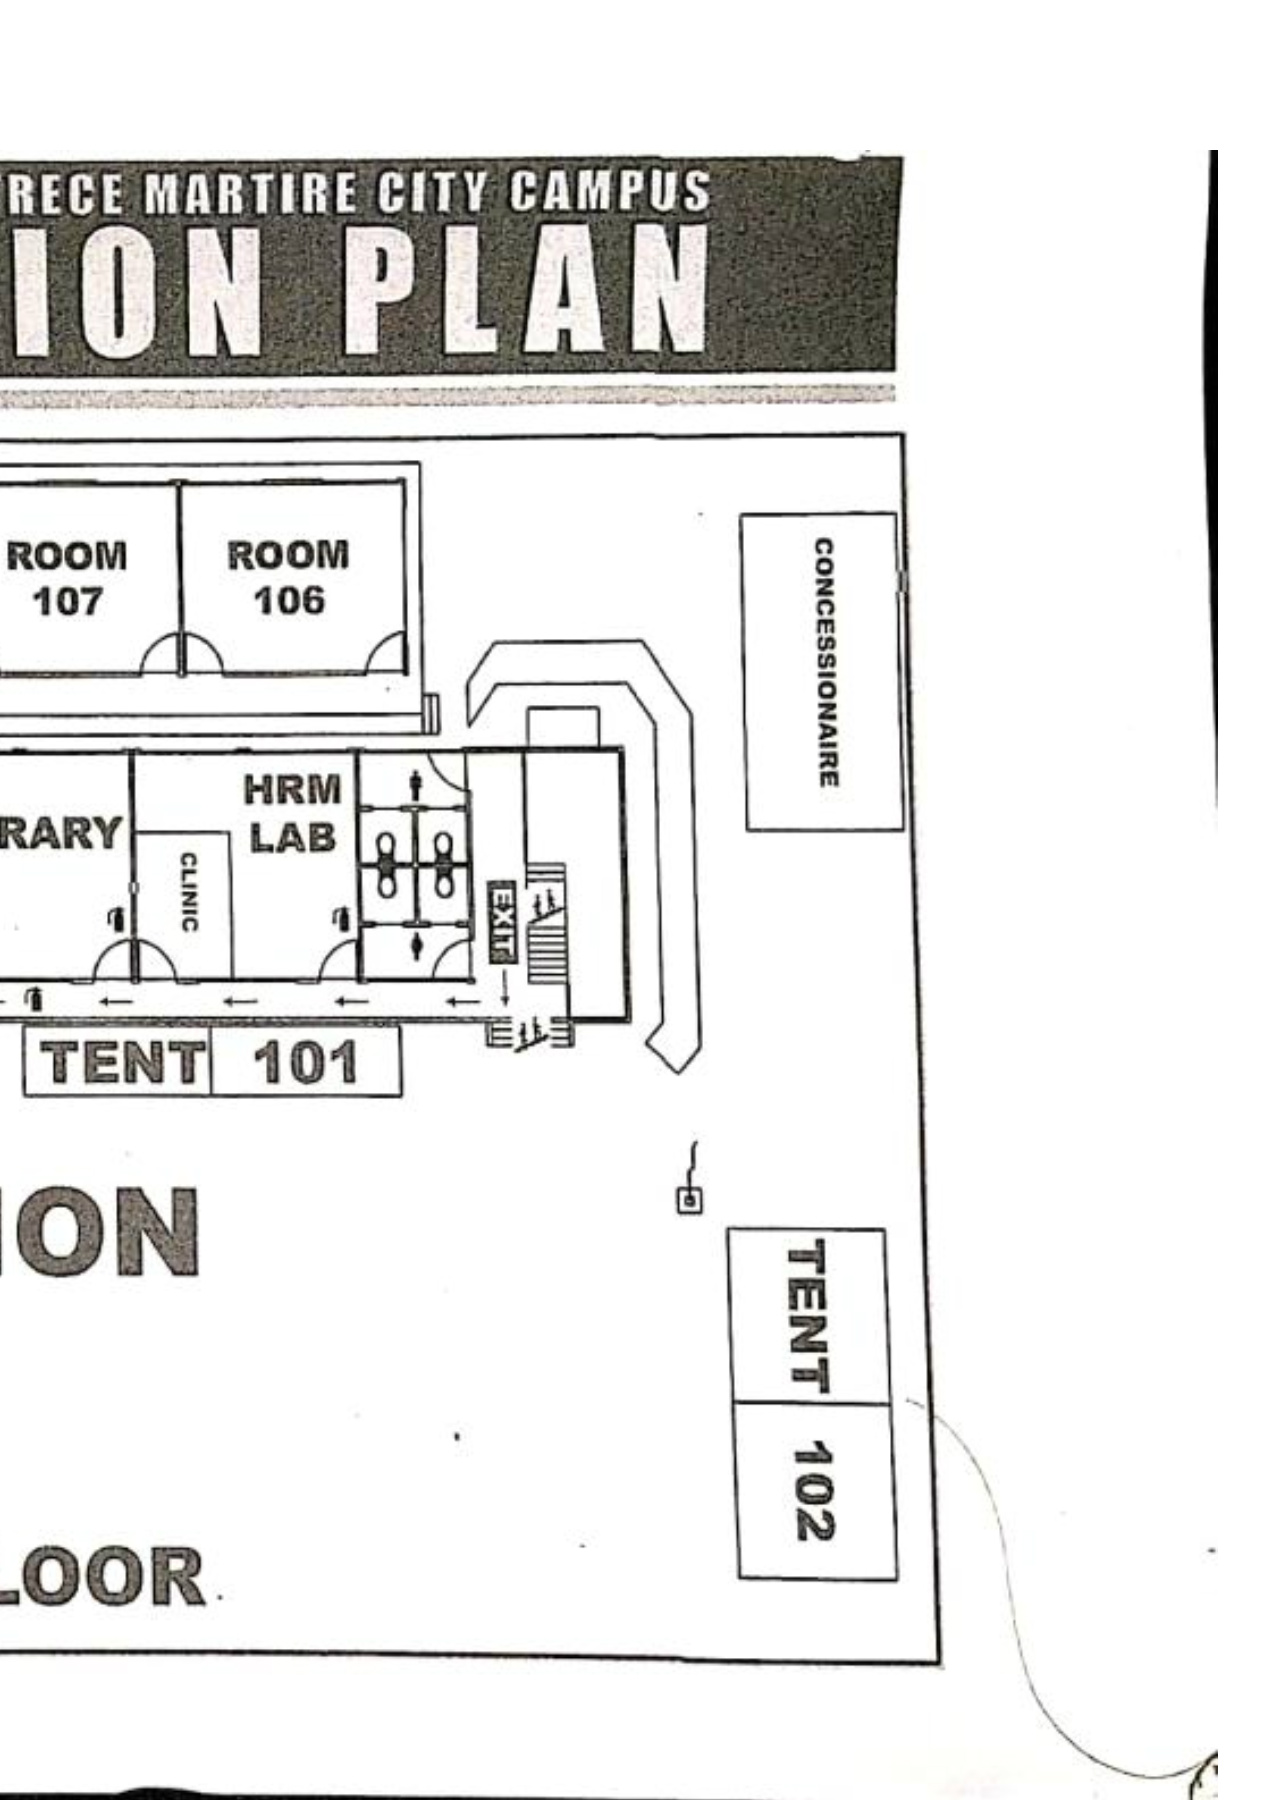 RECE MARTIRE CITY CAMPUS
ION PLAN
ROOM
107
ROOM
106
CONCESSIONAIRE
RARY
CLINIC
HRM
LAB
EXIT
TENT 101
ION
TENT 102
LOOR